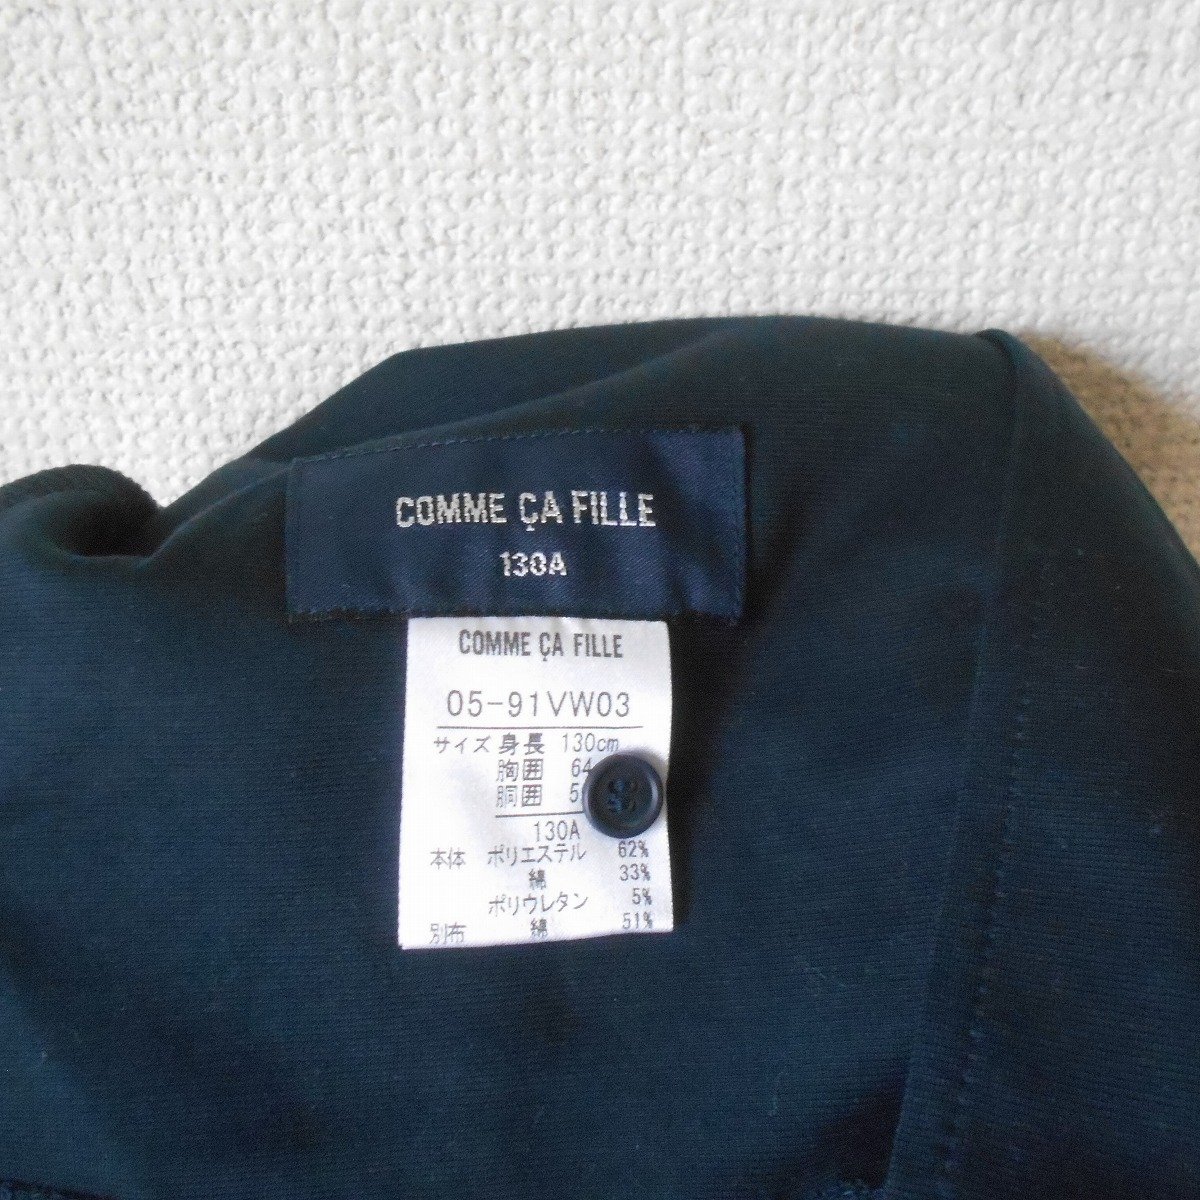 COMME ÇA FILLE
130A
COMME ÇA FILLE
05-91VW03
サイズ 身長 130cm
胸囲 64
胴囲 5
130A
本体 ポリエステル 62%
綿 33%
ポリウレタン 5%
別布 綿 51%